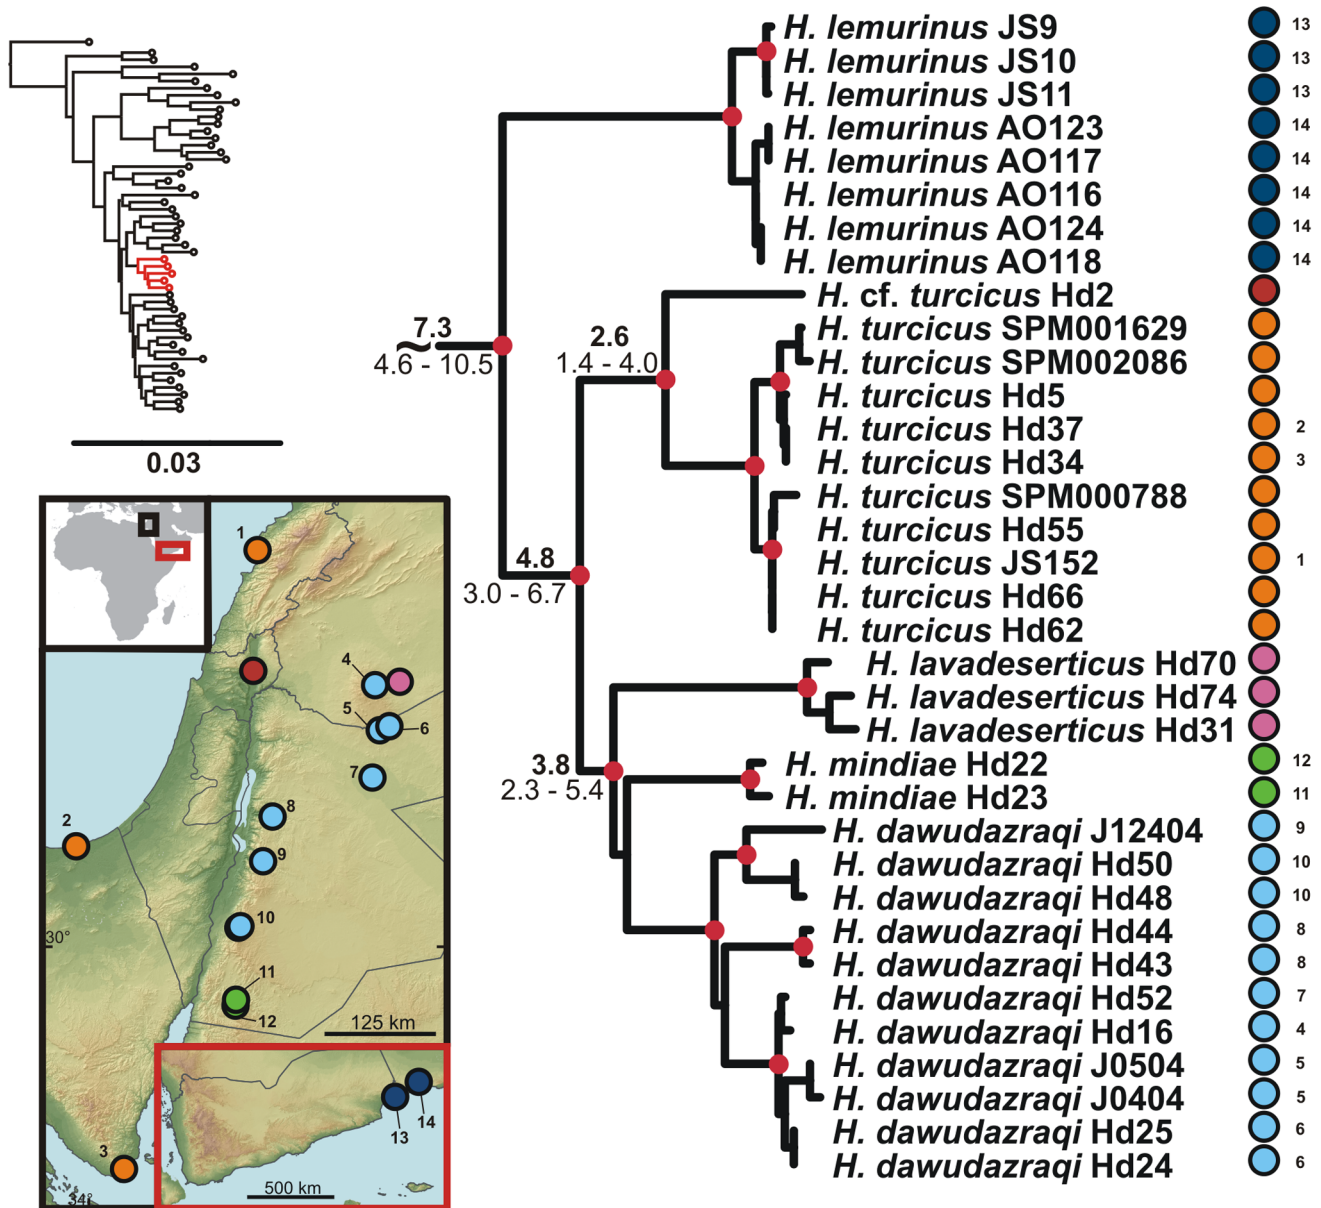 H. lemurinus JS9 13
H. lemurinus JS10 13
H. lemurinus JS11 13
H. lemurinus AO123 14
H. lemurinus AO117 14
H. lemurinus AO116 14
H. lemurinus AO124 14
H. lemurinus AO118 14
H. cf. turcicus Hd2
H. turcicus SPM001629
H. turcicus SPM002086
H. turcicus Hd5
H. turcicus Hd37 2
H. turcicus Hd34 3
H. turcicus SPM000788
H. turcicus Hd55
H. turcicus JS152 1
H. turcicus Hd66
H. turcicus Hd62
H. lavadeserticus Hd70
H. lavadeserticus Hd74
H. lavadeserticus Hd31
H. mindiae Hd22 12
H. mindiae Hd23 11
H. dawudazraqi J12404 9
H. dawudazraqi Hd50 10
H. dawudazraqi Hd48 10
H. dawudazraqi Hd44 8
H. dawudazraqi Hd43 8
H. dawudazraqi Hd52 7
H. dawudazraqi Hd16 4
H. dawudazraqi J0504 5
H. dawudazraqi J0404 5
H. dawudazraqi Hd25 6
H. dawudazraqi Hd24 6
7.3
4.6 - 10.5
2.6
1.4 - 4.0
4.8
3.0 - 6.7
3.8
2.3 - 5.4
0.03
1
4
5
6
7
8
2
9
10
30°
11
12
125 km
13
14
3
500 km
34°